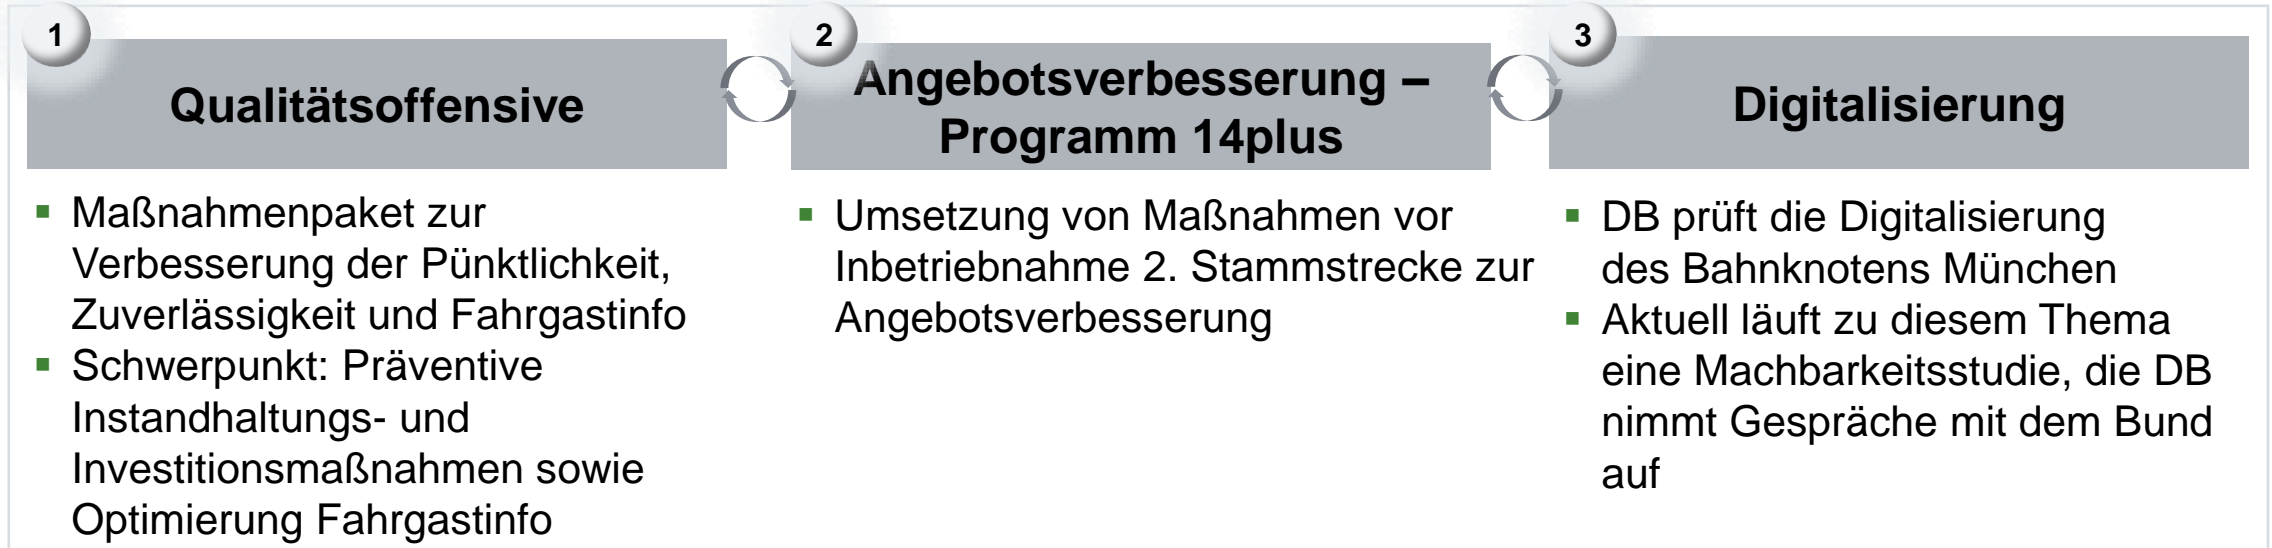 1
Qualitätsoffensive
▪ Maßnahmenpaket zur
Verbesserung der Pünktlichkeit,
Zuverlässigkeit und Fahrgastinfo
▪ Schwerpunkt: Präventive
Instandhaltungs- und
Investitionsmaßnahmen sowie
Optimierung Fahrgastinfo
2
Angebotsverbesserung –
Programm 14plus
▪ Umsetzung von Maßnahmen vor
Inbetriebnahme 2. Stammstrecke zur
Angebotsverbesserung
3
Digitalisierung
▪ DB prüft die Digitalisierung
des Bahnknotens München
▪ Aktuell läuft zu diesem Thema
eine Machbarkeitsstudie, die DB
nimmt Gespräche mit dem Bund
auf